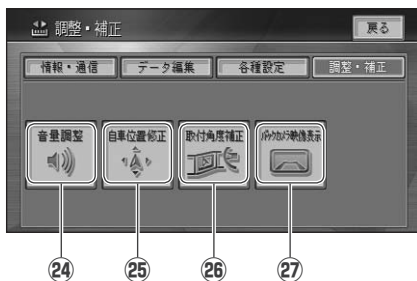 調整・補正
戻る
情報・通信 データ編集 各種設定 調整・補正
音量調整 自車位置修正 取付角度補正 バックカメラ映像表示
㉔ ㉕ ㉖ ㉗